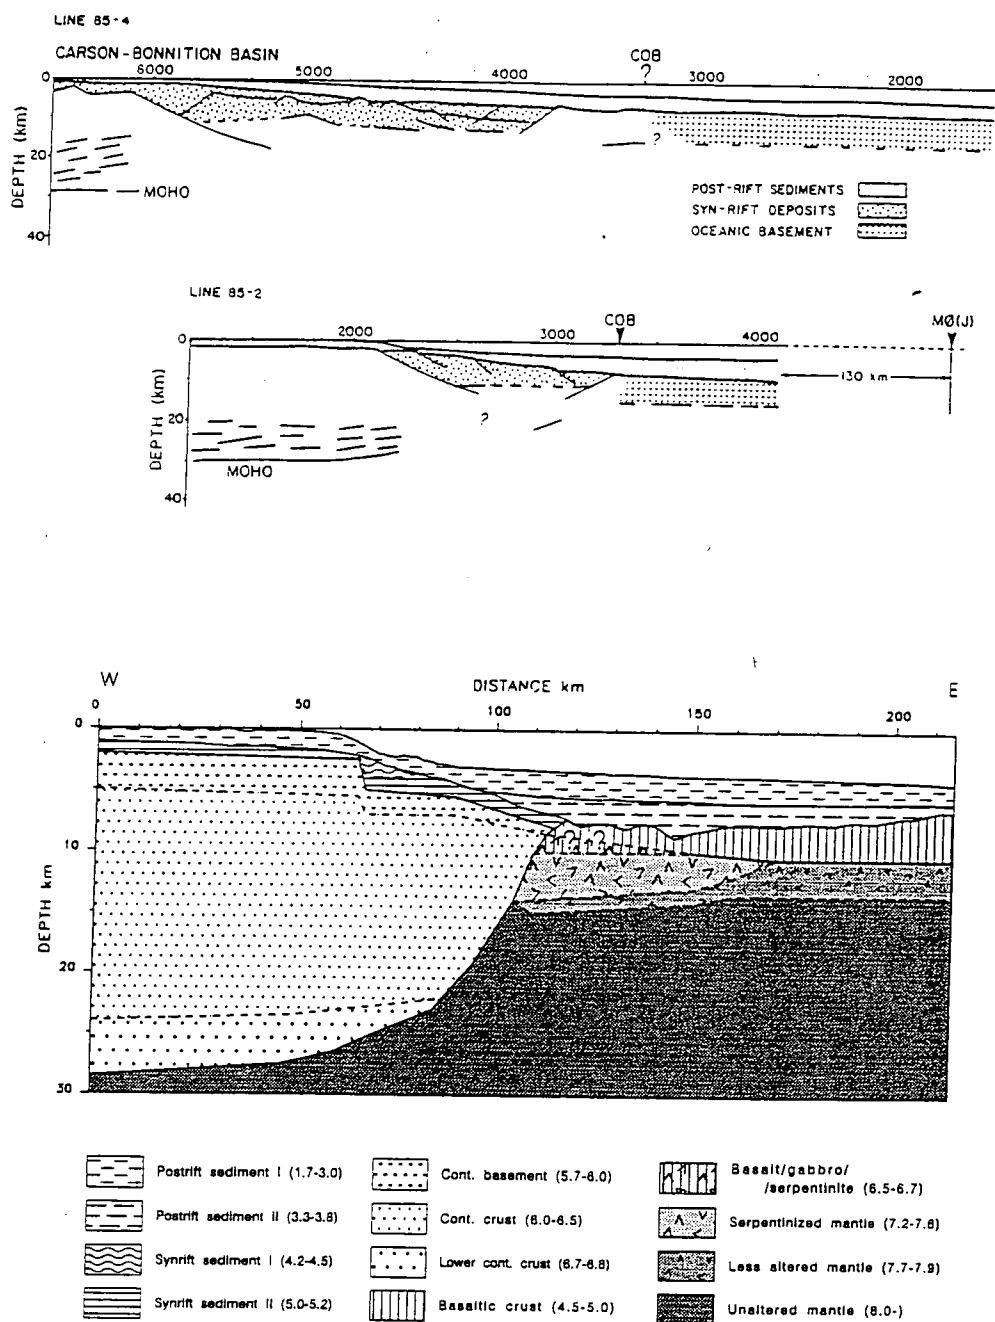 LINE 85-4
CARSON-BONNITION BASIN
COB
?
6000 5000 4000 3000 2000
0
20
40
DEPTH (km)
MOHO
?
POST-RIFT SEDIMENTS
SYN-RIFT DEPOSITS
OCEANIC BASEMENT
LINE 85-2
COB
MØ(J)
2000 3000 4000
130 km
0
20
40
DEPTH (km)
?
MOHO
W
DISTANCE km
E
0 50 100 150 200
0
10
20
30
DEPTH km
? ?
Postrift sediment I (1.7-3.0)
Postrift sediment II (3.3-3.8)
Synrift sediment I (4.2-4.5)
Synrift sediment II (5.0-5.2)
Cont. basement (5.7-6.0)
Cont. crust (6.0-6.5)
Lower cont. crust (6.7-6.8)
Basaltic crust (4.5-5.0)
Basalt/gabbro/
/serpentinite (6.5-6.7)
Serpentinized mantle (7.2-7.6)
Less altered mantle (7.7-7.9)
Unaltered mantle (8.0-)